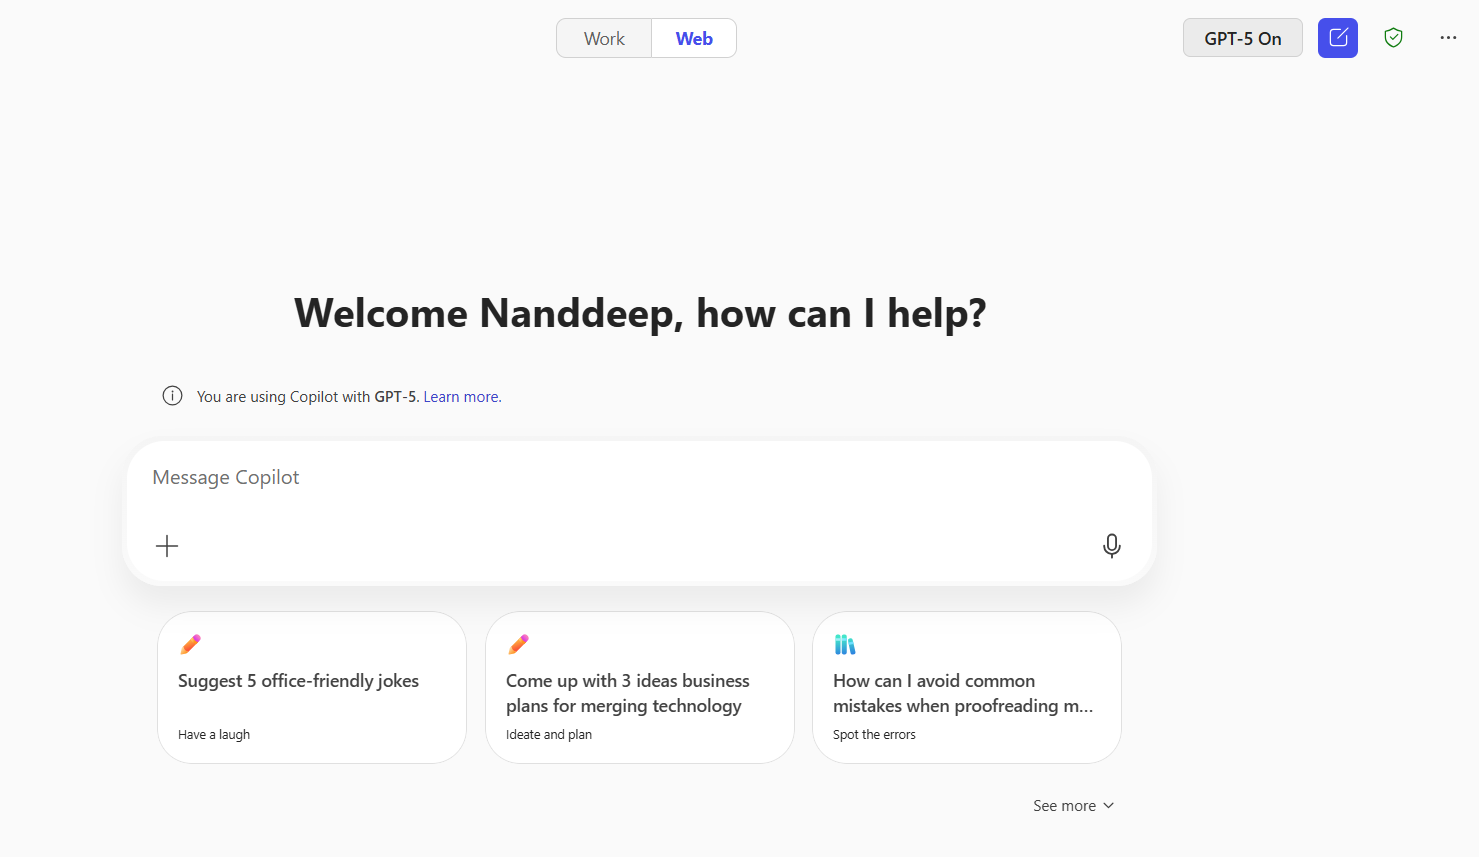 Work Web GPT-5 On
Welcome Nanddeep, how can I help?
You are using Copilot with GPT-5. Learn more.
Message Copilot
Suggest 5 office-friendly jokes
Have a laugh
Come up with 3 ideas business
plans for merging technology
Ideate and plan
How can I avoid common
mistakes when proofreading m...
Spot the errors
See more